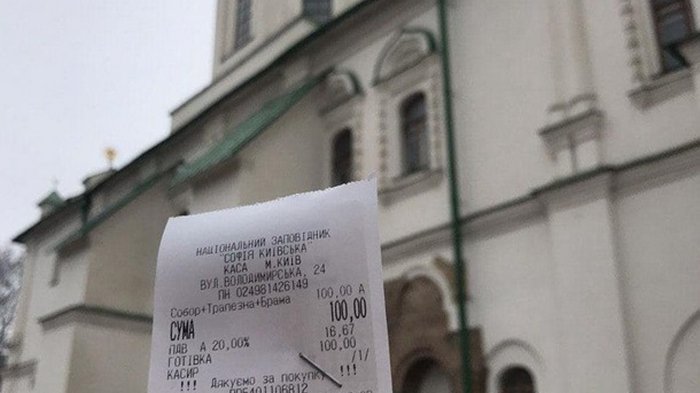 НАЦІОНАЛЬНИЙ ЗАПОВІДНИК
"СОФІЯ КИЇВСЬКА"
КАСА М.КИЇВ
ВУЛ.ВОЛОДИМИРСЬКА, 24
ПН 024981426149
Собор+Трапезна+Брама 100,00 А
СУМА 100,00
ПДВ А 20,00% 16,67
ГОТІВКА 100,00
КАСИР /1/
!!! Дякуємо за покупку !!!